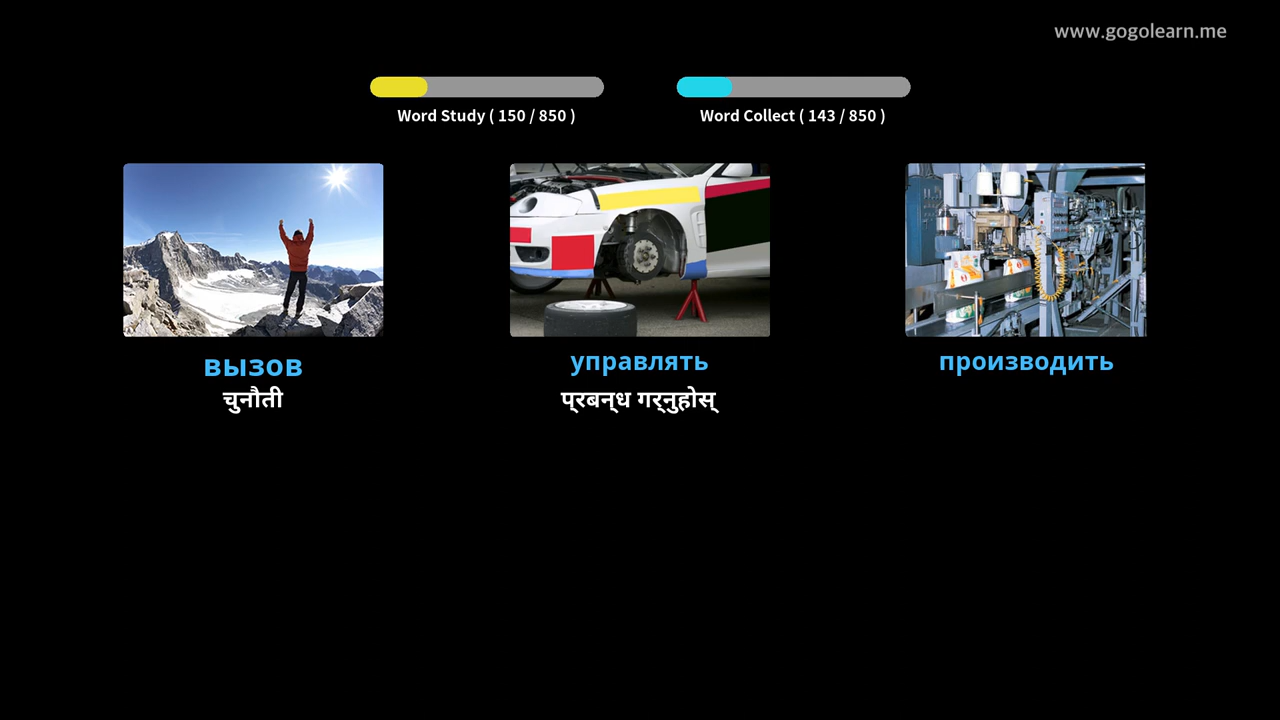 www.gogolearn.me
Word Study ( 150 / 850 )
Word Collect ( 143 / 850 )
вызов
चुनौती
управлять
प्रबन्ध गर्नुहोस्
производить